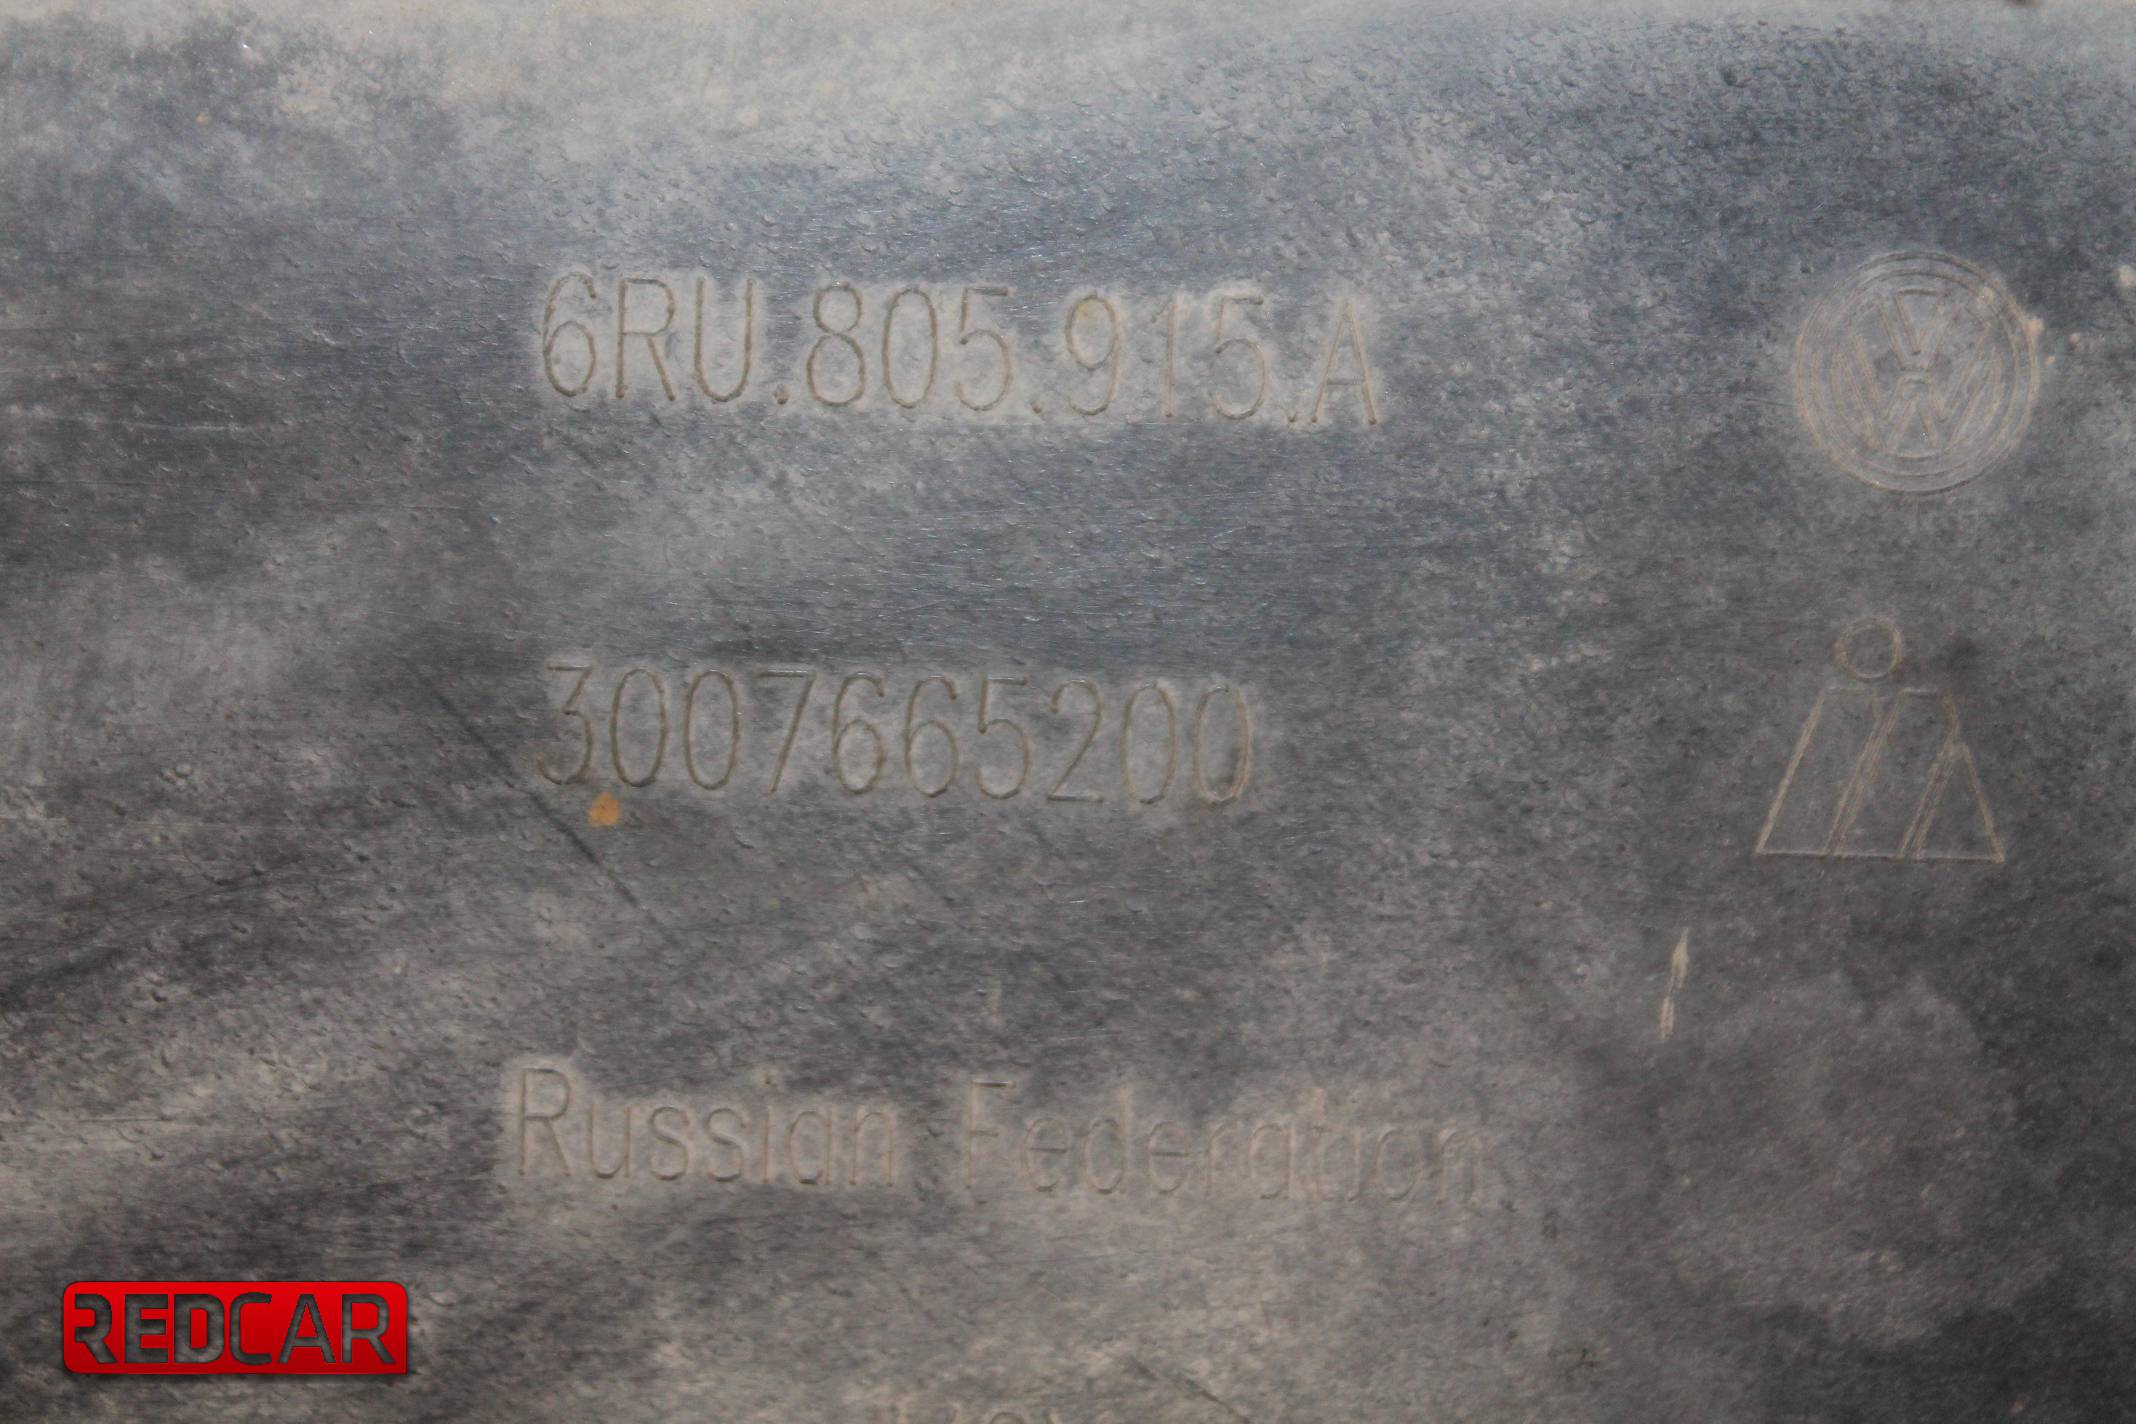 6RU.805.915.A
3007665200
Russian Federation
REDCAR